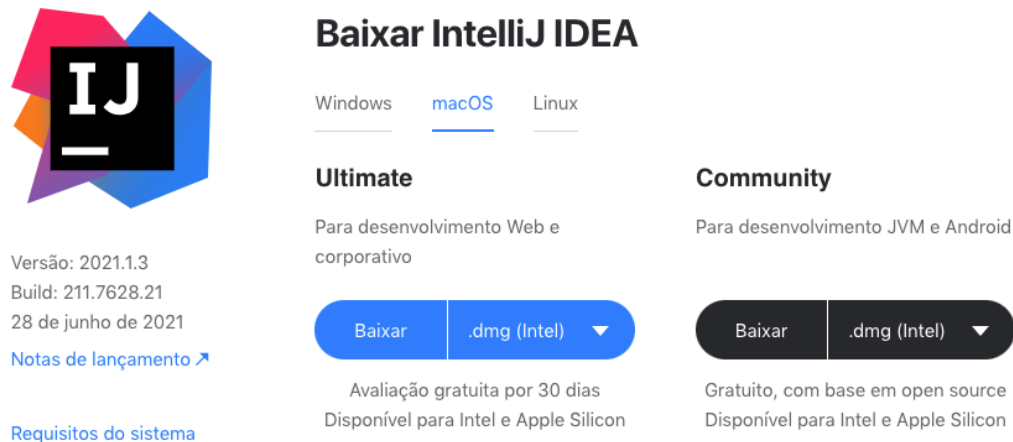 IJ
Versão: 2021.1.3
Build: 211.7628.21
28 de junho de 2021
Notas de lançamento ↗
Requisitos do sistema
Baixar IntelliJ IDEA
Windows macOS Linux
Ultimate
Para desenvolvimento Web e
corporativo
Baixar .dmg (Intel)
Avaliação gratuita por 30 dias
Disponível para Intel e Apple Silicon
Community
Para desenvolvimento JVM e Android
Baixar .dmg (Intel)
Gratuito, com base em open source
Disponível para Intel e Apple Silicon